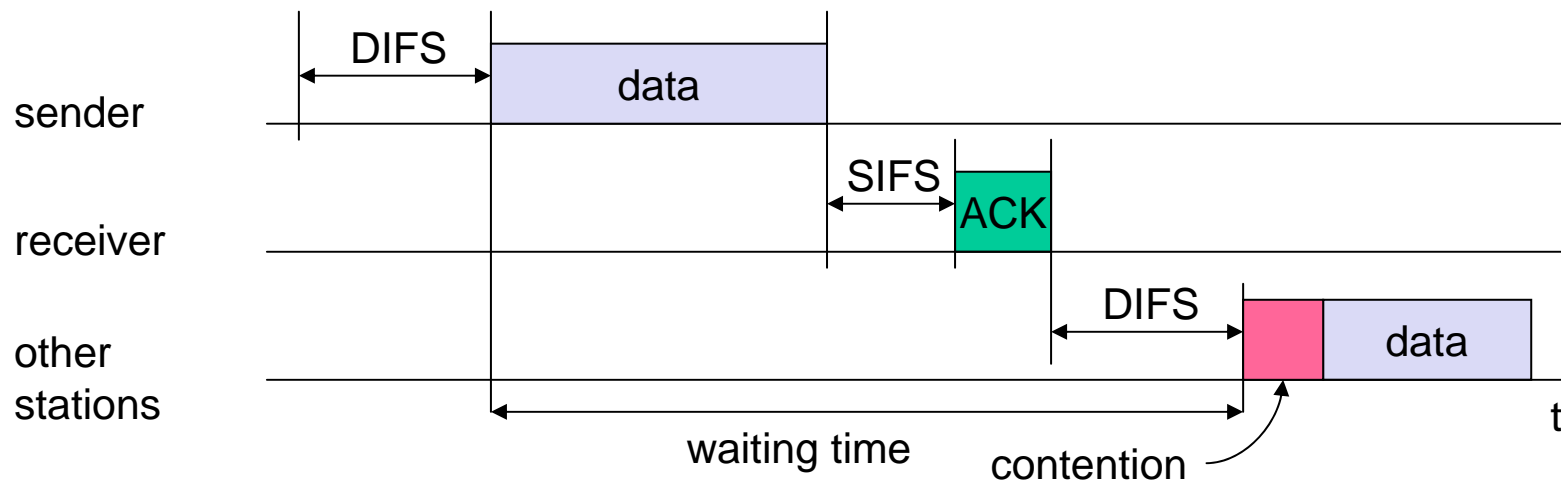 DIFS
data
sender
SIFS
ACK
receiver
DIFS
data
other
stations
t
waiting time
contention